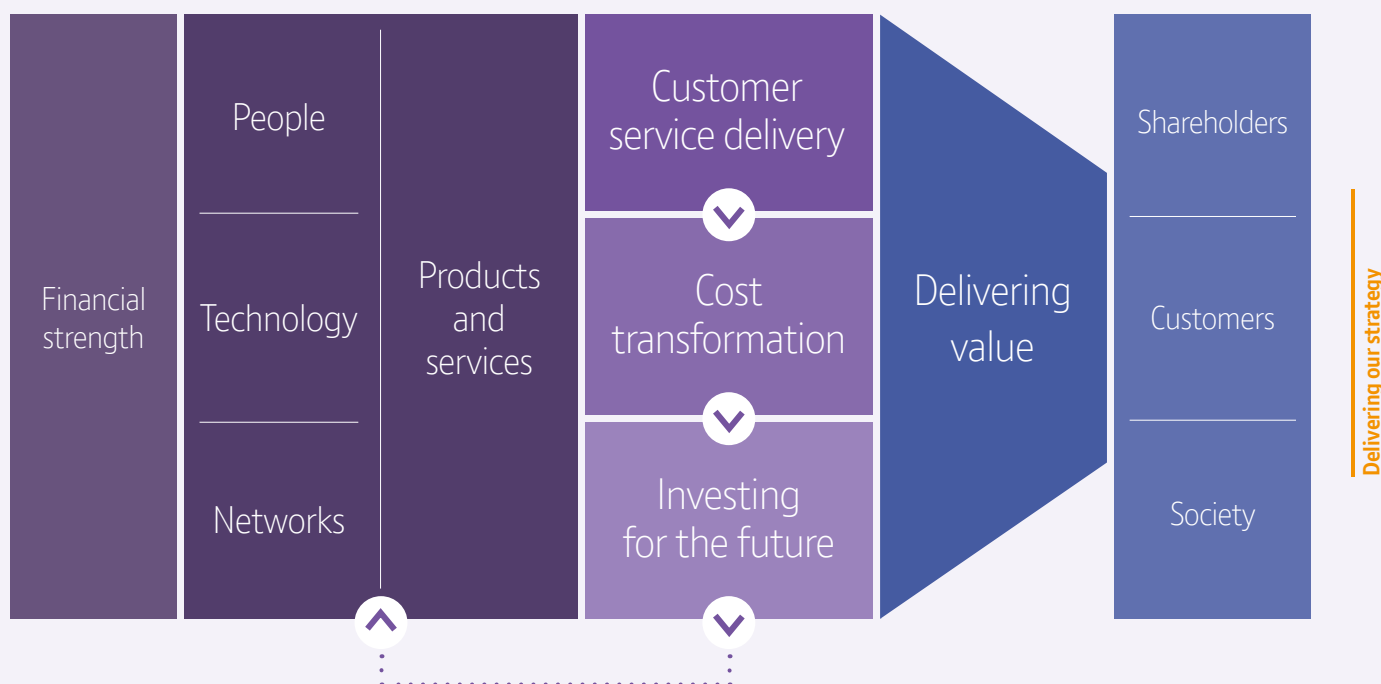 Financial
strength
People
Technology
Networks
Products
and
services
Customer
service delivery
Cost
transformation
Investing
for the future
Delivering
value
Shareholders
Customers
Society
Delivering our strategy